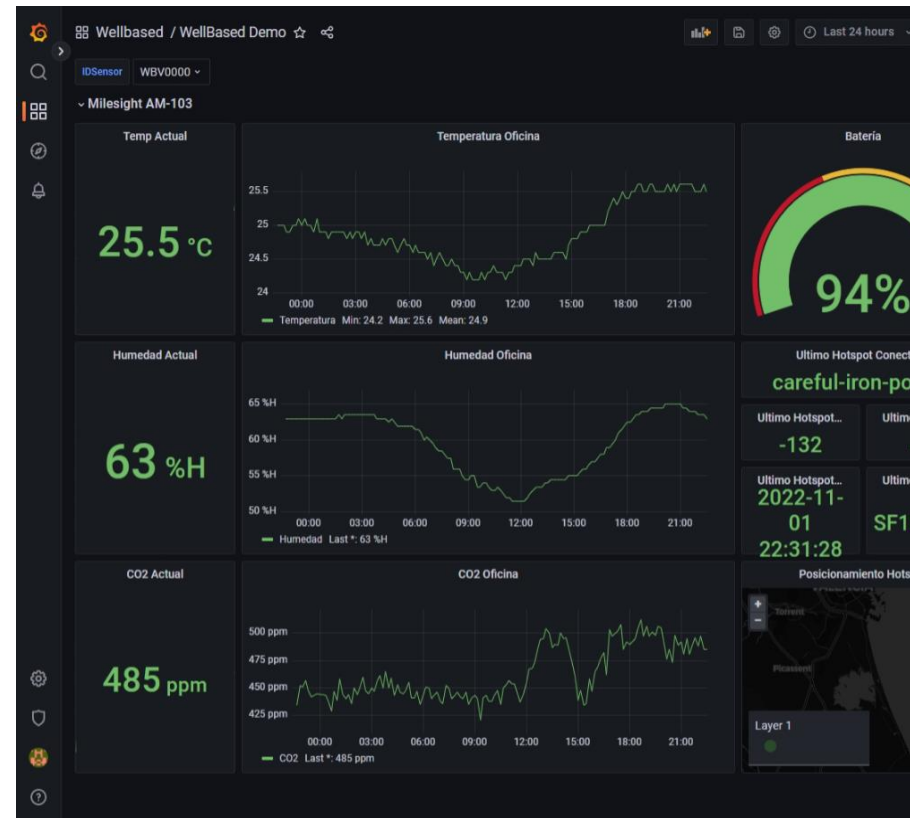 Wellbased / WellBased Demo
Last 24 hours
IDSensor WBV0000
Milesight AM-103
Temp Actual
25.5 °C
Temperatura Oficina
25.5
25
24.5
24
00:00 03:00 06:00 09:00 12:00 15:00 18:00 21:00
Temperatura Min: 24.2 Max: 25.6 Mean: 24.9
Batería
94%
Humedad Actual
63 %H
Humedad Oficina
65 %H
60 %H
55 %H
50 %H
00:00 03:00 06:00 09:00 12:00 15:00 18:00 21:00
Humedad Last *: 63 %H
Ultimo Hotspot Conect
careful-iron-po
Ultimo Hotspot...
-132
Ultim
Ultimo Hotspot...
2022-11-
01
22:31:28
Ultim
SF1
CO2 Actual
485 ppm
CO2 Oficina
500 ppm
475 ppm
450 ppm
425 ppm
00:00 03:00 06:00 09:00 12:00 15:00 18:00 21:00
CO2 Last *: 485 ppm
Posicionamiento Hots
+
Torrent
−
Picassent
Layer 1